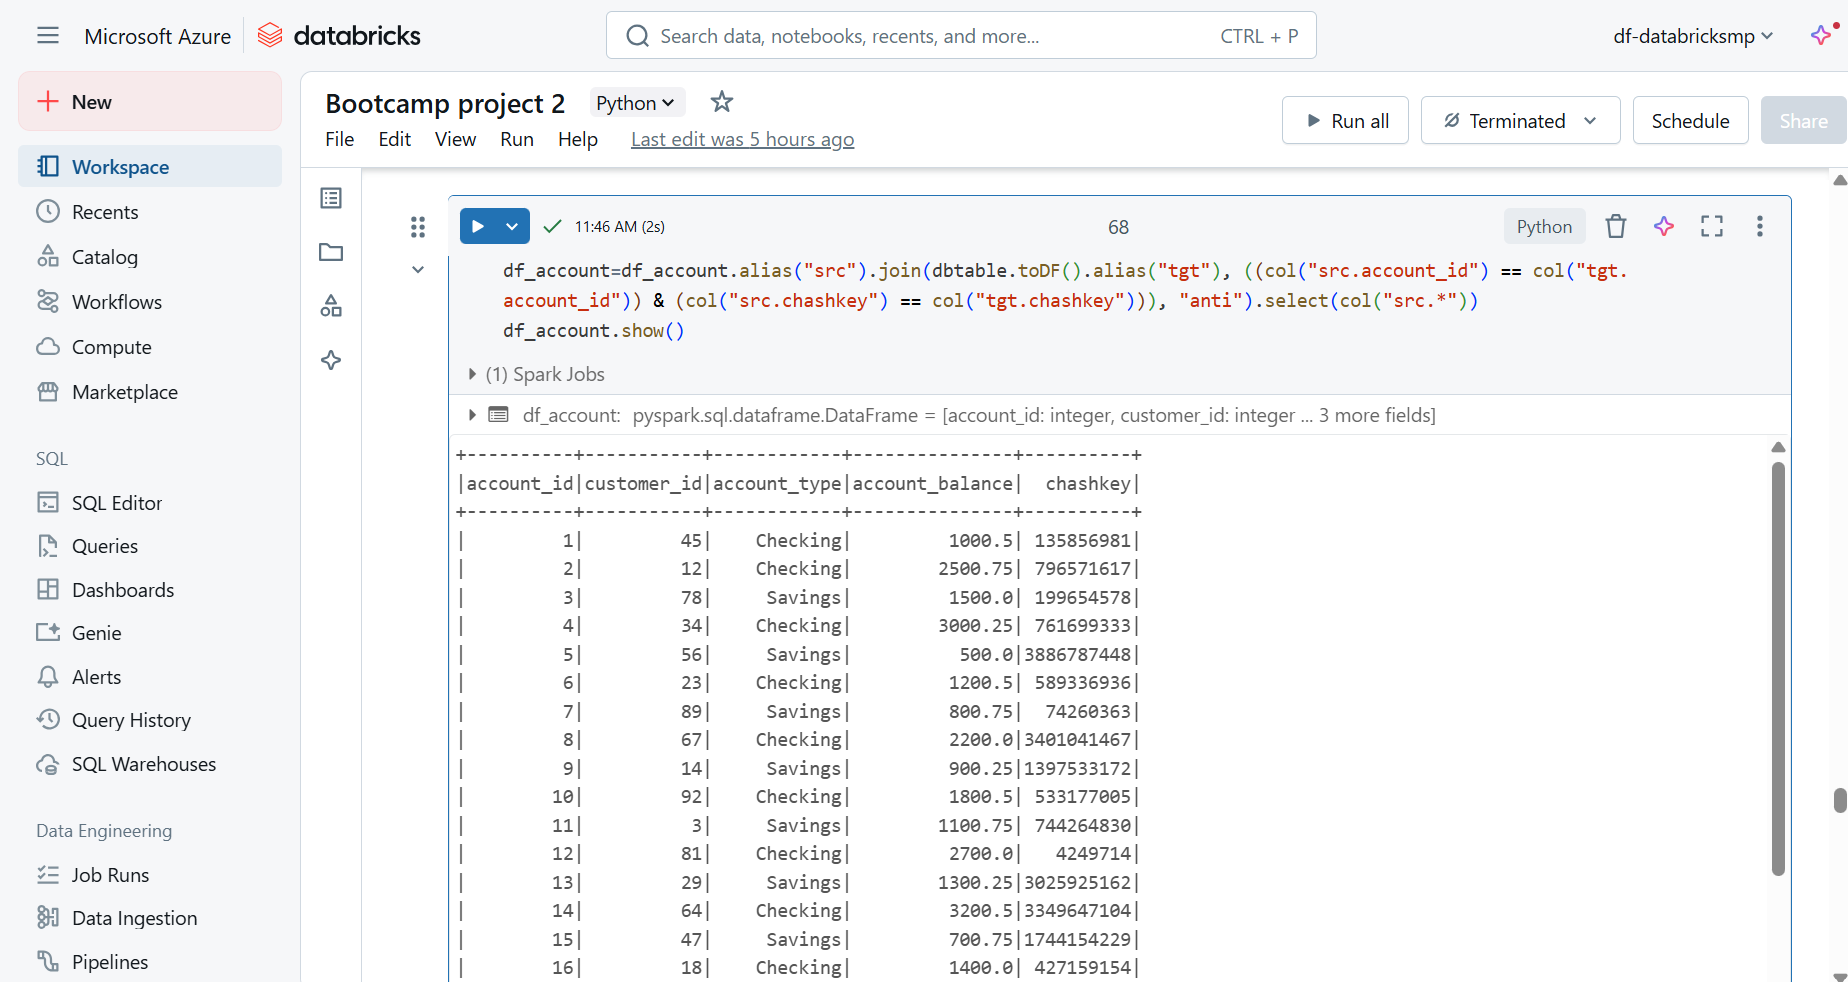 Microsoft Azure databricks Search data, notebooks, recents, and more... CTRL + P df-databricksmp
New
Workspace
Recents
Catalog
Workflows
Compute
Marketplace
SQL
SQL Editor
Queries
Dashboards
Genie
Alerts
Query History
SQL Warehouses
Data Engineering
Job Runs
Data Ingestion
Pipelines
Bootcamp project 2 Python
File Edit View Run Help Last edit was 5 hours ago
Run all Terminated Schedule Share
11:46 AM (2s) 68 Python
df_account=df_account.alias("src").join(dbtable.toDF().alias("tgt"), ((col("src.account_id") == col("tgt.
account_id")) & (col("src.chashkey") == col("tgt.chashkey"))), "anti").select(col("src.*"))
df_account.show()
(1) Spark Jobs
df_account: pyspark.sql.dataframe.DataFrame = [account_id: integer, customer_id: integer ... 3 more fields]
+----------+-----------+------------+---------------+----------+
|account_id|customer_id|account_type|account_balance|  chashkey|
+----------+-----------+------------+---------------+----------+
|         1|         45|    Checking|         1000.5| 135856981|
|         2|         12|    Checking|        2500.75| 796571617|
|         3|         78|     Savings|         1500.0| 199654578|
|         4|         34|    Checking|        3000.25| 761699333|
|         5|         56|     Savings|          500.0|3886787448|
|         6|         23|    Checking|         1200.5| 589336936|
|         7|         89|     Savings|         800.75|  74260363|
|         8|         67|    Checking|         2200.0|3401041467|
|         9|         14|     Savings|         900.25|1397533172|
|        10|         92|    Checking|         1800.5| 533177005|
|        11|          3|     Savings|        1100.75| 744264830|
|        12|         81|    Checking|         2700.0|   4249714|
|        13|         29|     Savings|        1300.25|3025925162|
|        14|         64|    Checking|         3200.5|3349647104|
|        15|         47|     Savings|         700.75|1744154229|
|        16|         18|    Checking|         1400.0| 427159154|